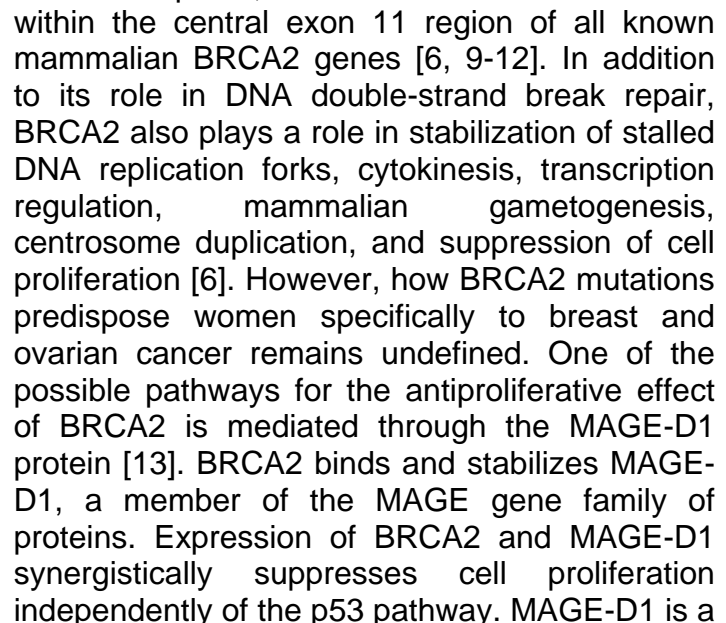 within the central exon 11 region of all known
mammalian BRCA2 genes [6, 9-12]. In addition
to its role in DNA double-strand break repair,
BRCA2 also plays a role in stabilization of stalled
DNA replication forks, cytokinesis, transcription
regulation, mammalian gametogenesis,
centrosome duplication, and suppression of cell
proliferation [6]. However, how BRCA2 mutations
predispose women specifically to breast and
ovarian cancer remains undefined. One of the
possible pathways for the antiproliferative effect
of BRCA2 is mediated through the MAGE-D1
protein [13]. BRCA2 binds and stabilizes MAGE-
D1, a member of the MAGE gene family of
proteins. Expression of BRCA2 and MAGE-D1
synergistically suppresses cell proliferation
independently of the p53 pathway. MAGE-D1 is a